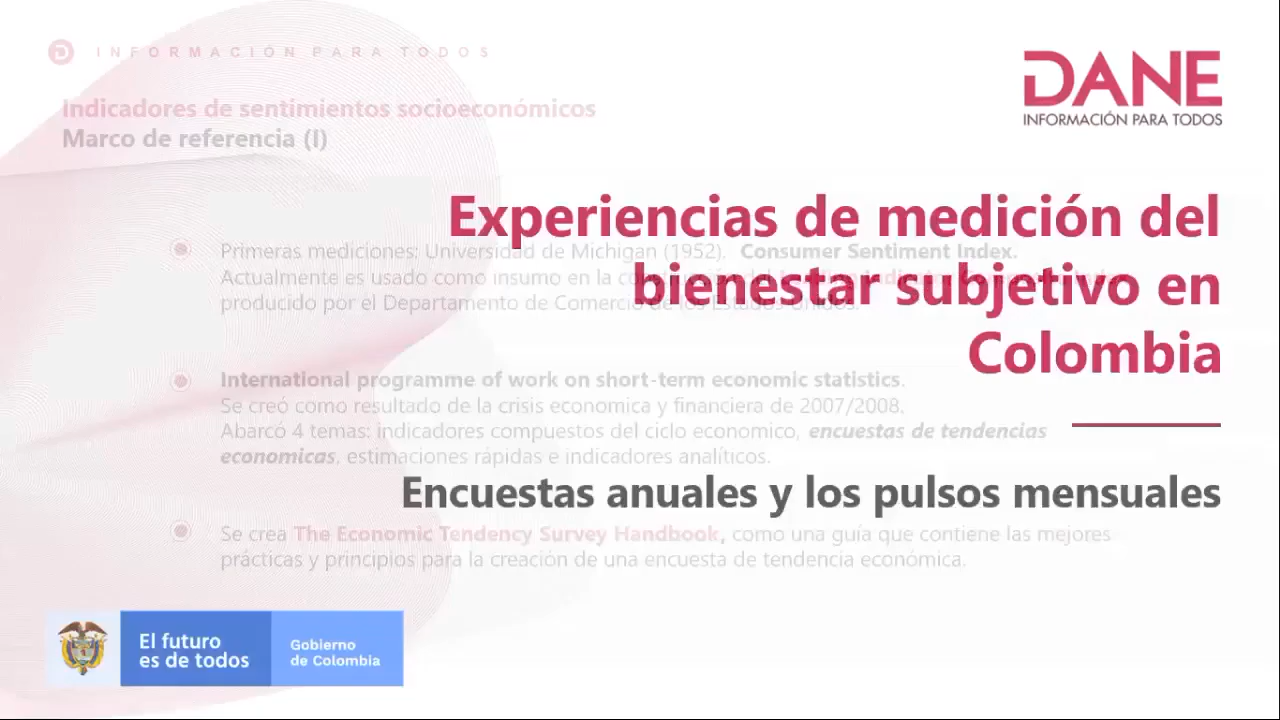 INFORMACIÓN PARA TODOS
DANE
INFORMACIÓN PARA TODOS
Indicadores de sentimientos socioeconómicos
Marco de referencia (I)
Experiencias de medición del
bienestar subjetivo en
Colombia
Primeras mediciones: Universidad de Michigan (1952). Consumer Sentiment Index.
Actualmente es usado como insumo en la
producido por el Departamento de Comercio de los Estados Unidos.
International programme of work on short-term economic statistics.
Se creó como resultado de la crisis economica y financiera de 2007/2008.
Abarcó 4 temas: indicadores compuestos del ciclo economico, encuestas de tendencias
economicas, estimaciones rápidas e indicadores analíticos.
Encuestas anuales y los pulsos mensuales
Se crea The Economic Tendency Survey Handbook, como una guía que contiene las mejores
prácticas y principios para la creación de una encuesta de tendencia económica.
El futuro
es de todos
Gobierno
de Colombia